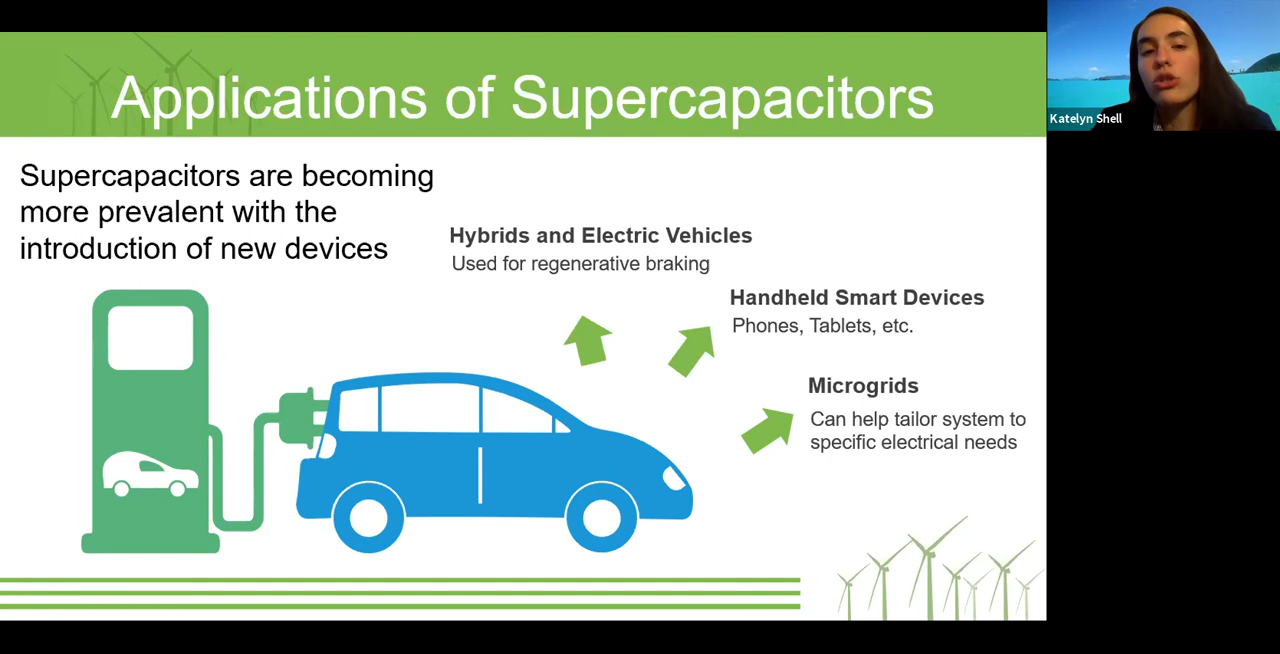 Applications of Supercapacitors
Katelyn Shell
Supercapacitors are becoming
more prevalent with the
introduction of new devices
Hybrids and Electric Vehicles
Used for regenerative braking
Handheld Smart Devices
Phones, Tablets, etc.
Microgrids
Can help tailor system to
specific electrical needs